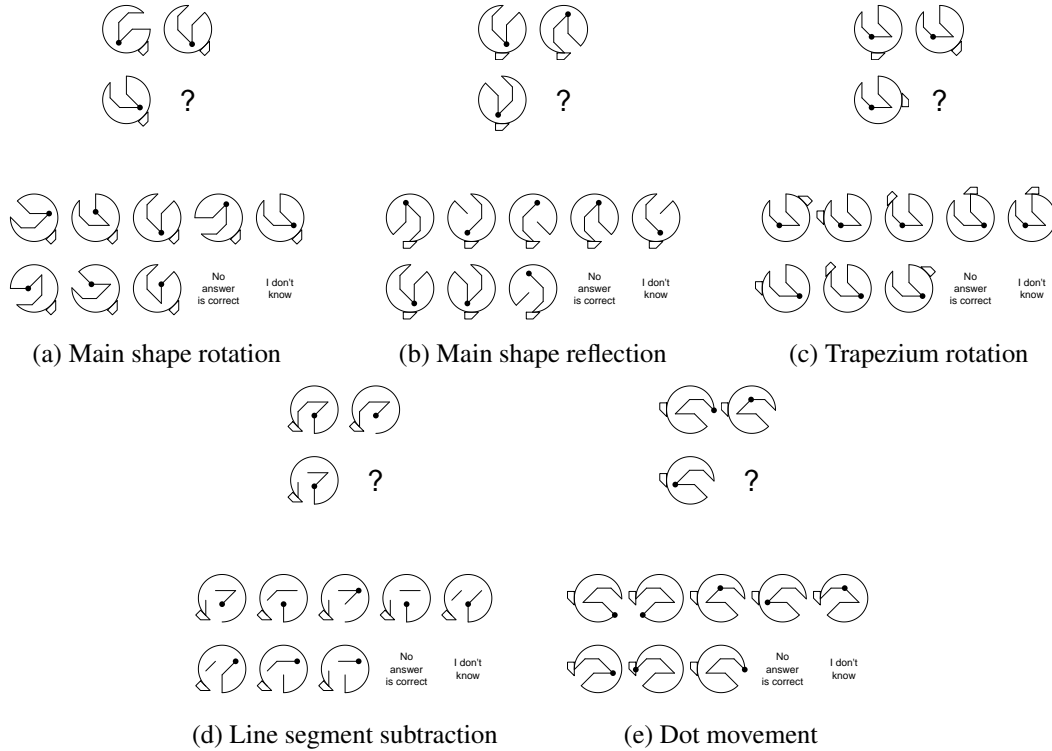 ?
?
?
No
answer
is correct
I don't
know
(a) Main shape rotation
No
answer
is correct
I don't
know
(b) Main shape reflection
No
answer
is correct
I don't
know
(c) Trapezium rotation
?
?
No
answer
is correct
I don't
know
(d) Line segment subtraction
No
answer
is correct
I don't
know
(e) Dot movement